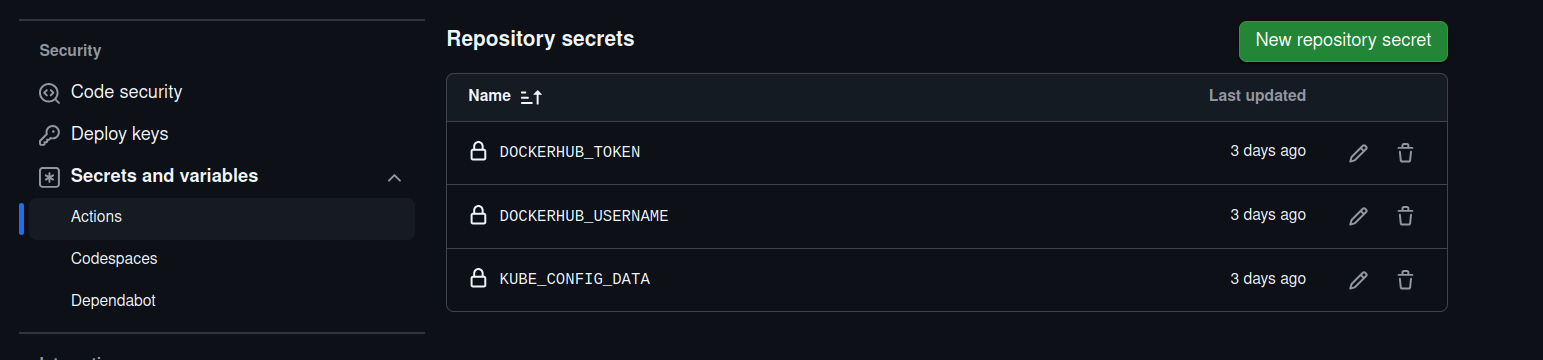 Security
Code security
Deploy keys
Secrets and variables
Actions
Codespaces
Dependabot
Repository secrets
New repository secret
Name
Last updated
DOCKERHUB_TOKEN
3 days ago
DOCKERHUB_USERNAME
3 days ago
KUBE_CONFIG_DATA
3 days ago